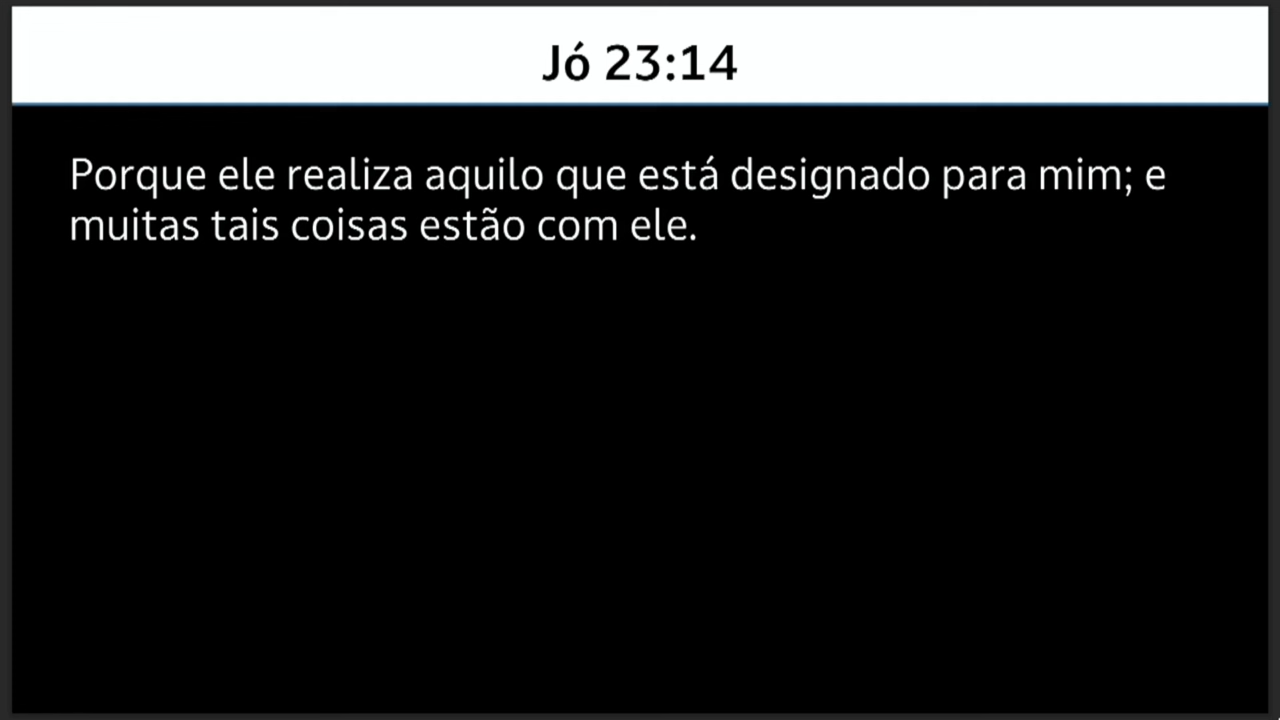 Jó 23:14
Porque ele realiza aquilo que está designado para mim; e
muitas tais coisas estão com ele.